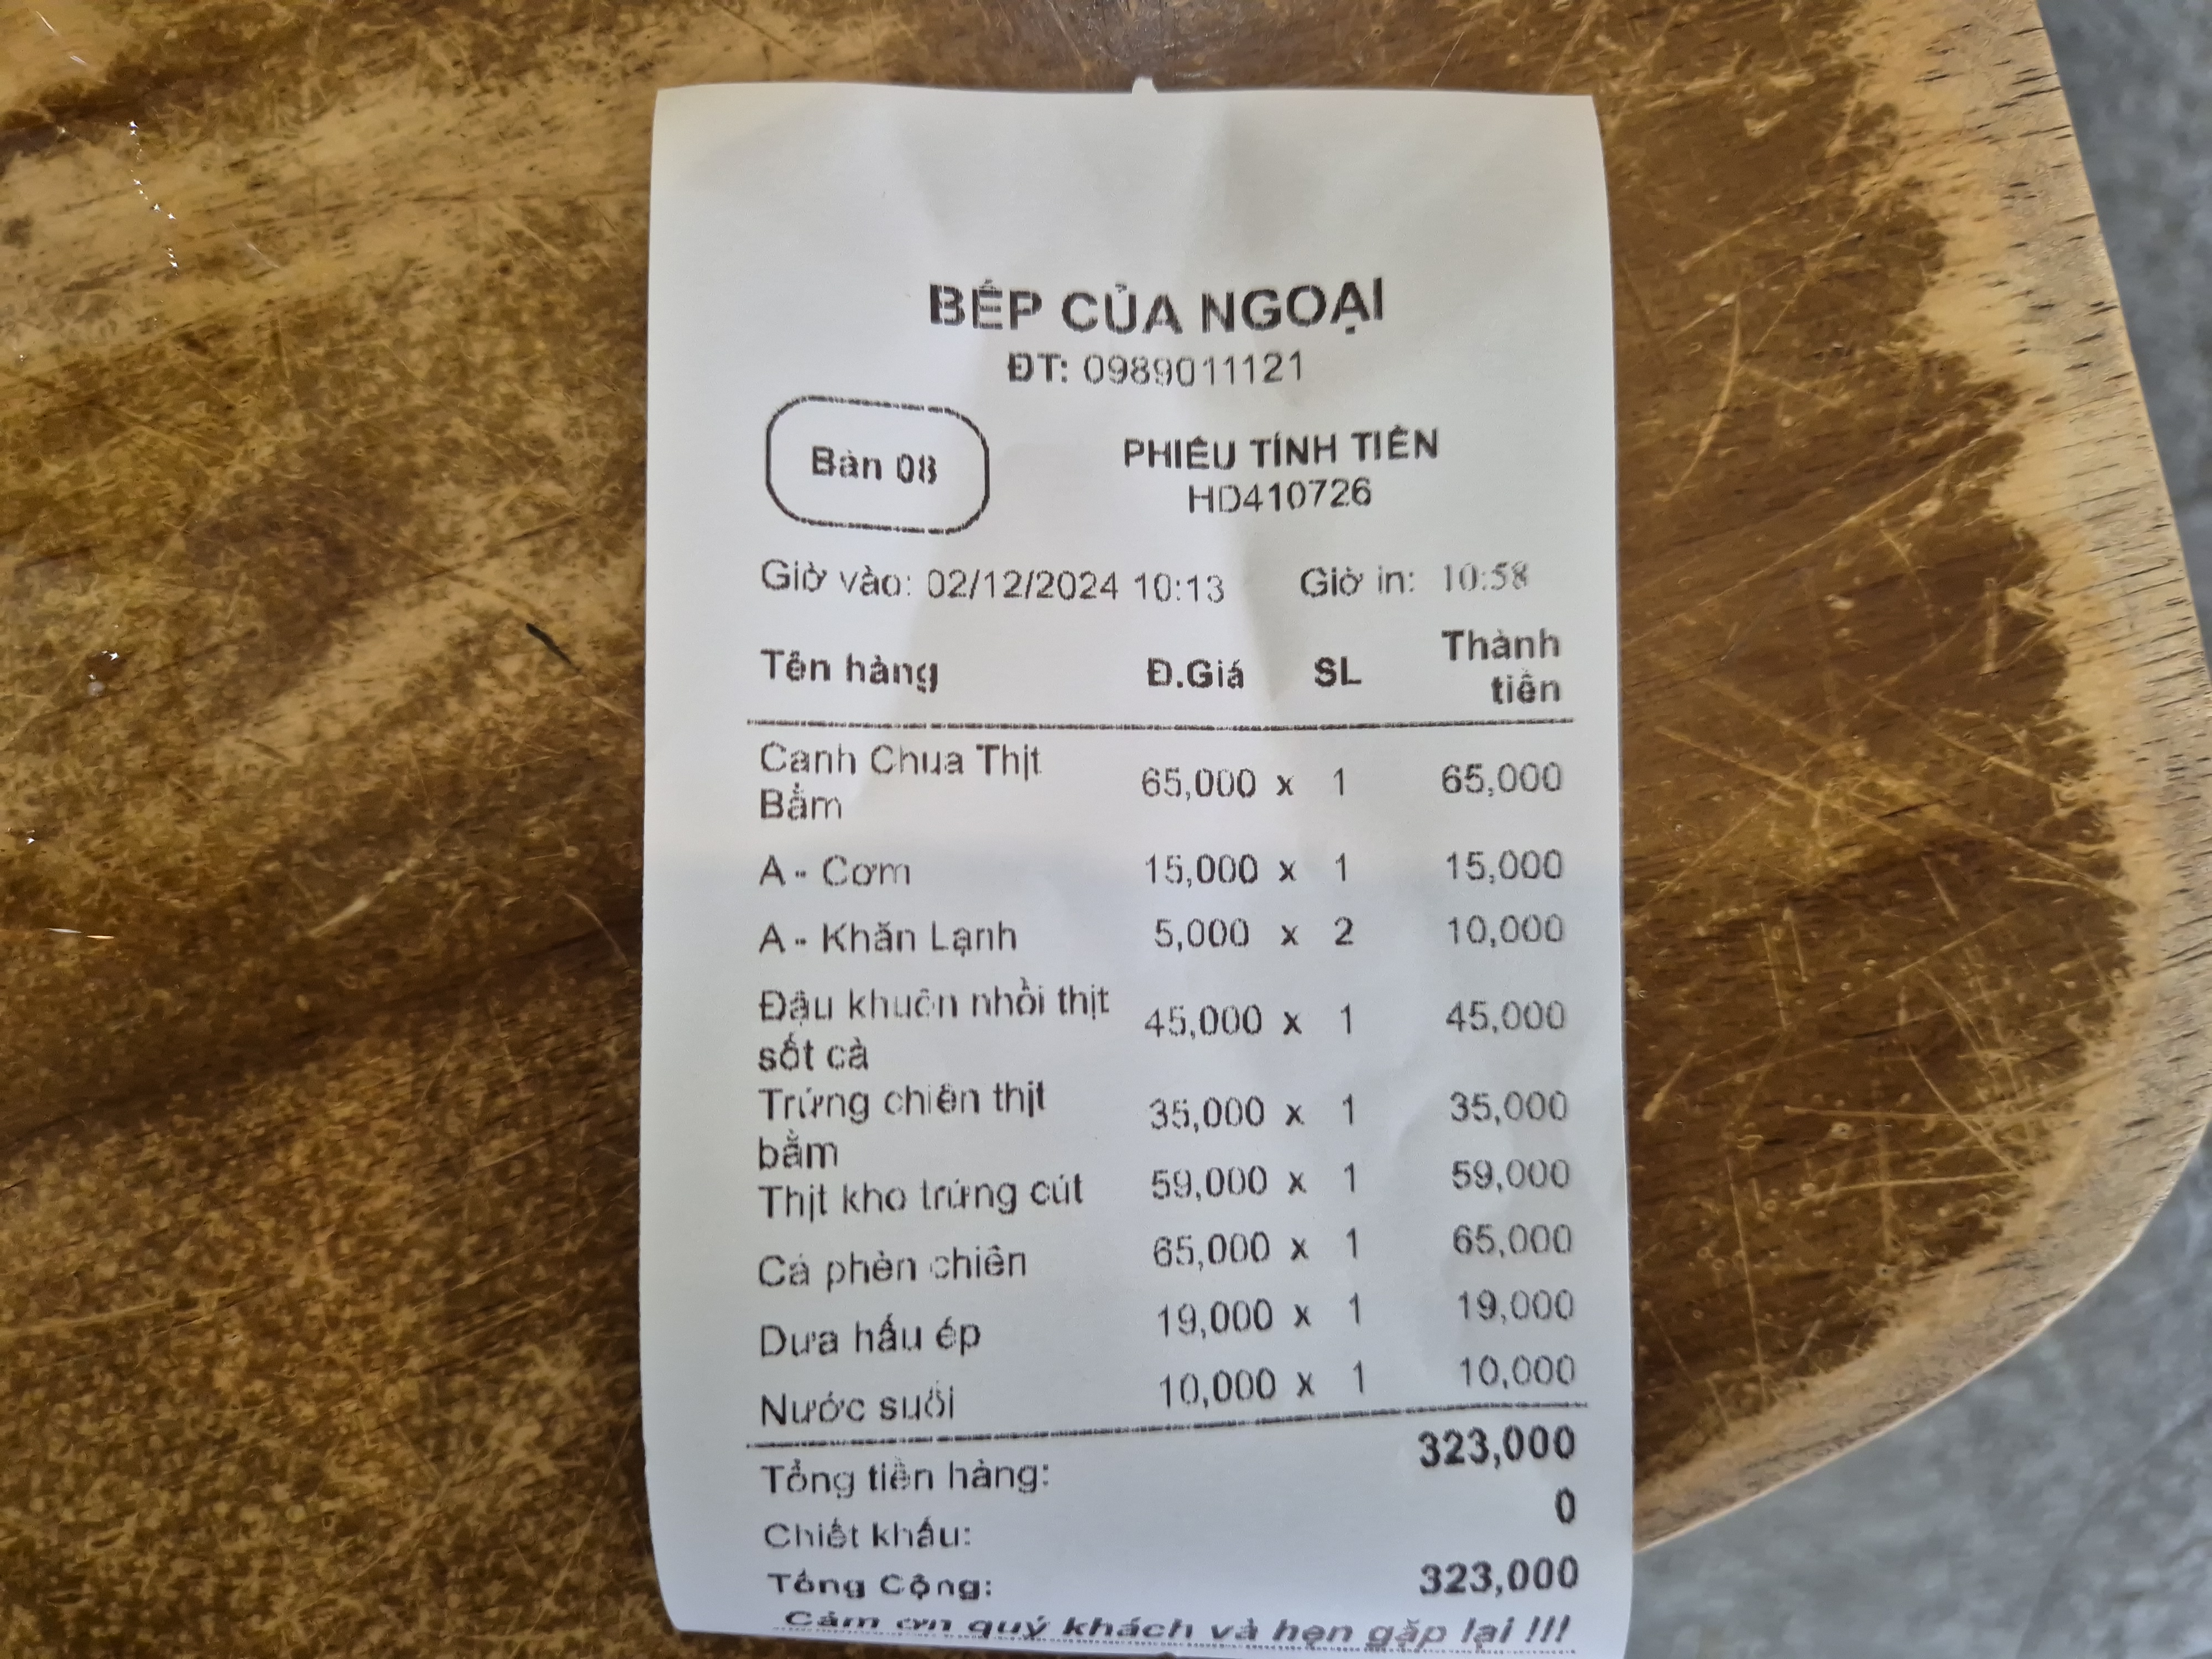 BẾP CỦA NGOẠI
ĐT: 0989011121
Bàn 08
PHIẾU TÍNH TIỀN
HD410726
Giờ vào: 02/12/2024 10:13 Giờ in: 10:58
Tên hàng Đ.Giá SL Thành tiền
Canh Chua Thịt Bằm 65,000 x 1 65,000
A - Cơm 15,000 x 1 15,000
A - Khăn Lạnh 5,000 x 2 10,000
Đậu khuôn nhồi thịt sốt cà 45,000 x 1 45,000
Trứng chiên thịt bằm 35,000 x 1 35,000
Thịt kho trứng cút 59,000 x 1 59,000
Cá phèn chiên 65,000 x 1 65,000
Dưa hấu ép 19,000 x 1 19,000
Nước suối 10,000 x 1 10,000
Tổng tiền hàng: 323,000
Chiết khấu: 0
Tổng Cộng: 323,000
Cảm ơn quý khách và hẹn gặp lại !!!